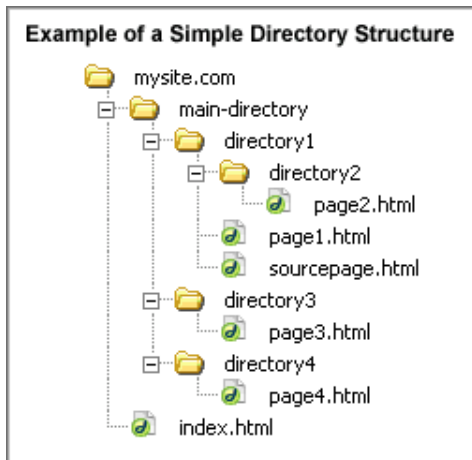 Example of a Simple Directory Structure
mysite.com
main-directory
directory1
directory2
page2.html
page1.html
sourcepage.html
directory3
page3.html
directory4
page4.html
index.html